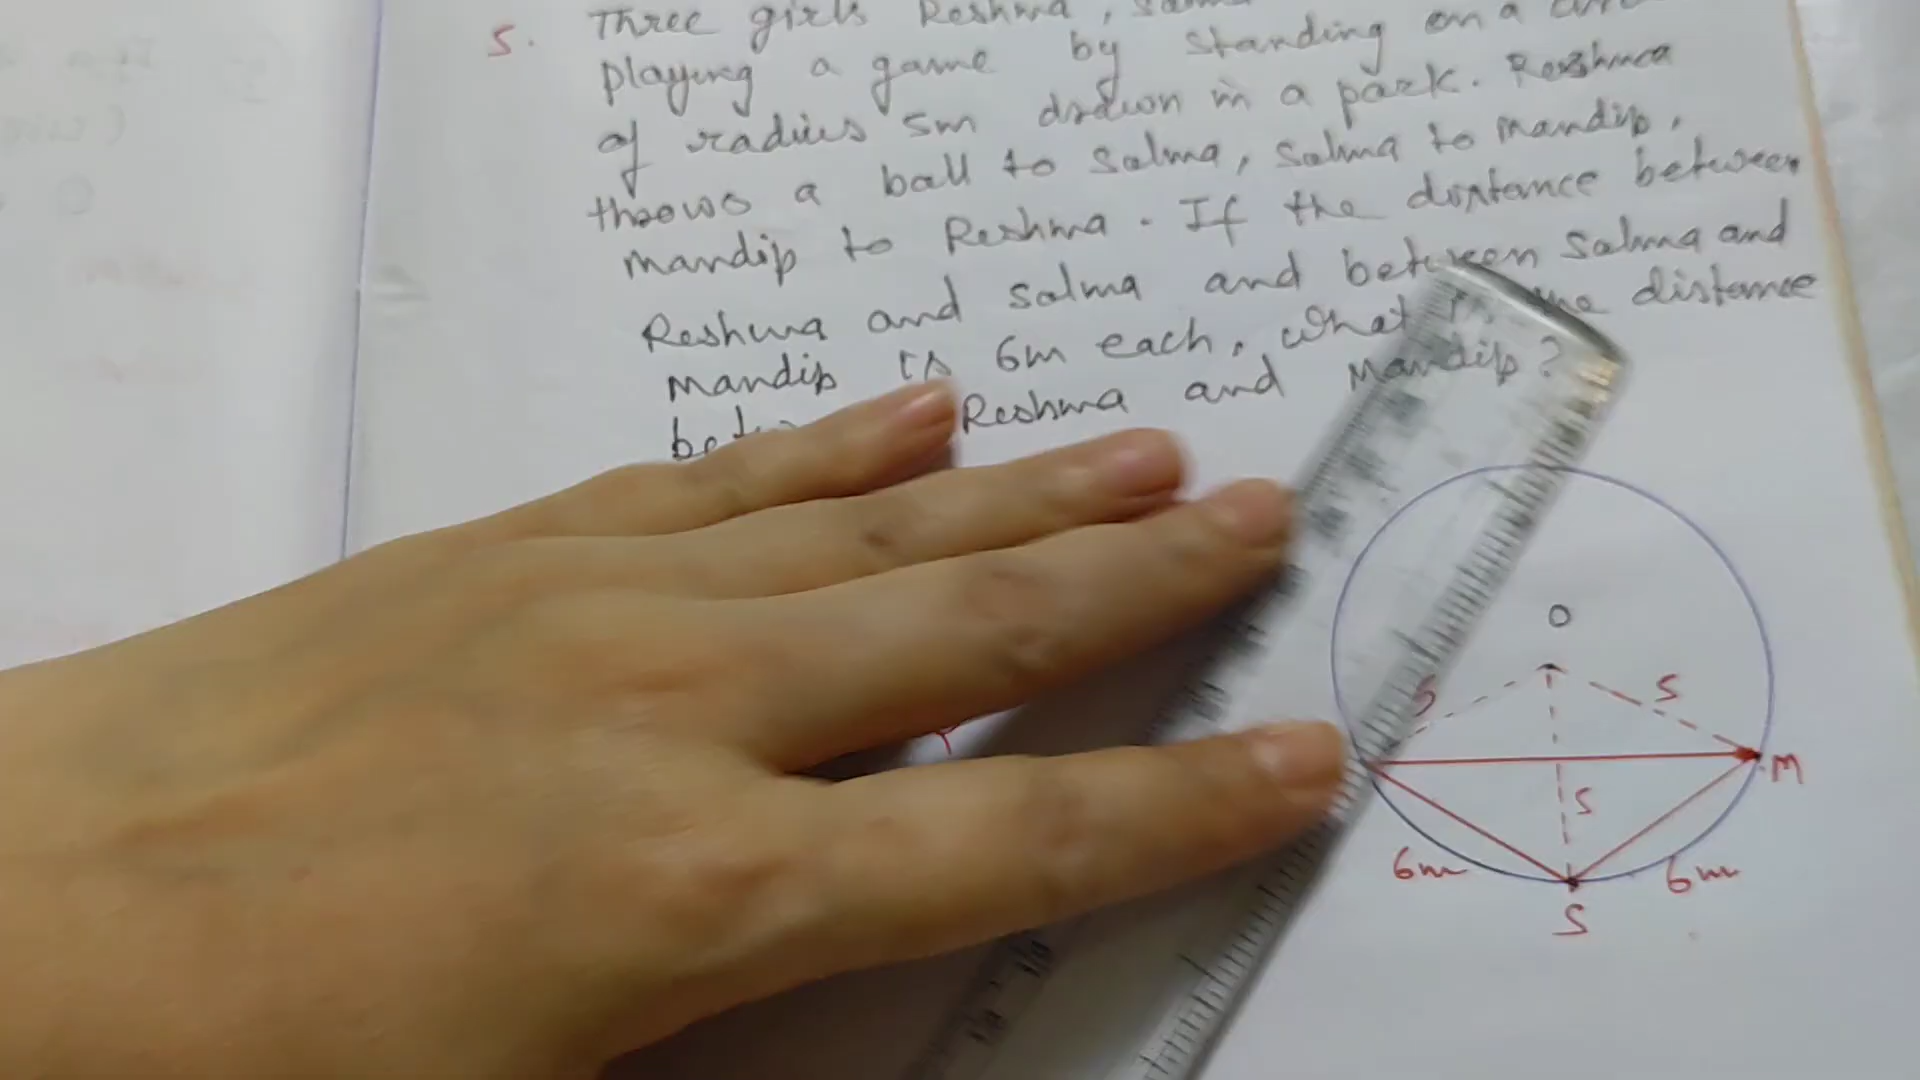 5. Three girls Reshma,
playing a game by standing on a
of radius 5m drawn in a park. Reshma
throws a ball to Salma, Salma to mandip,
mandip to Reshma. If the distance between
Reshma and Salma and between Salma and
mandip is 6m each, what is the distance
Reshma and Mandip?
O
5
5
M
5
6m
6m
S